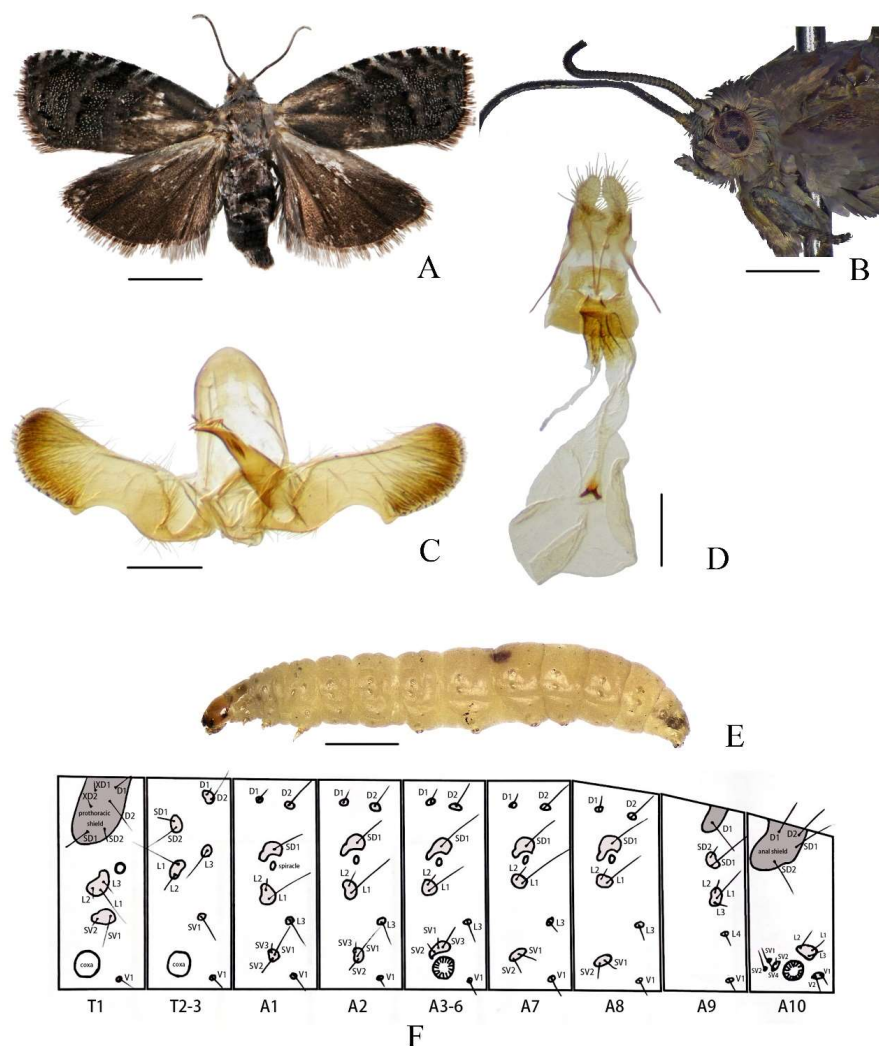 A
B
C
D
E
XD1
D1
XD2
D2
prothoracic
shield
SD1
SD2
L3
L2
L1
SV2
SV1
coxa
V1
T1
D1
D2
SD1
SD2
L1
L3
L2
SV1
coxa
V1
T2-3
D1
D2
SD1
spiracle
L2
L1
L3
SV3
SV1
SV2
V1
A1
D1
D2
SD1
L2
L1
L3
SV3
SV1
SV2
V1
A2
D1
D2
SD1
L2
L1
L3
SV1
SV3
SV2
V1
A3-6
D1
D2
SD1
L2
L1
L3
SV1
SV2
V1
A7
D1
D2
SD1
L2
L1
L3
SV1
SV2
V1
A8
D1
SD2
SD1
L2
L1
L3
L4
V1
A9
D1
D2
anal shield
SD1
SD2
L2
L1
L3
SV1
SV2
SV2
SV4
V1
V2
A10
F